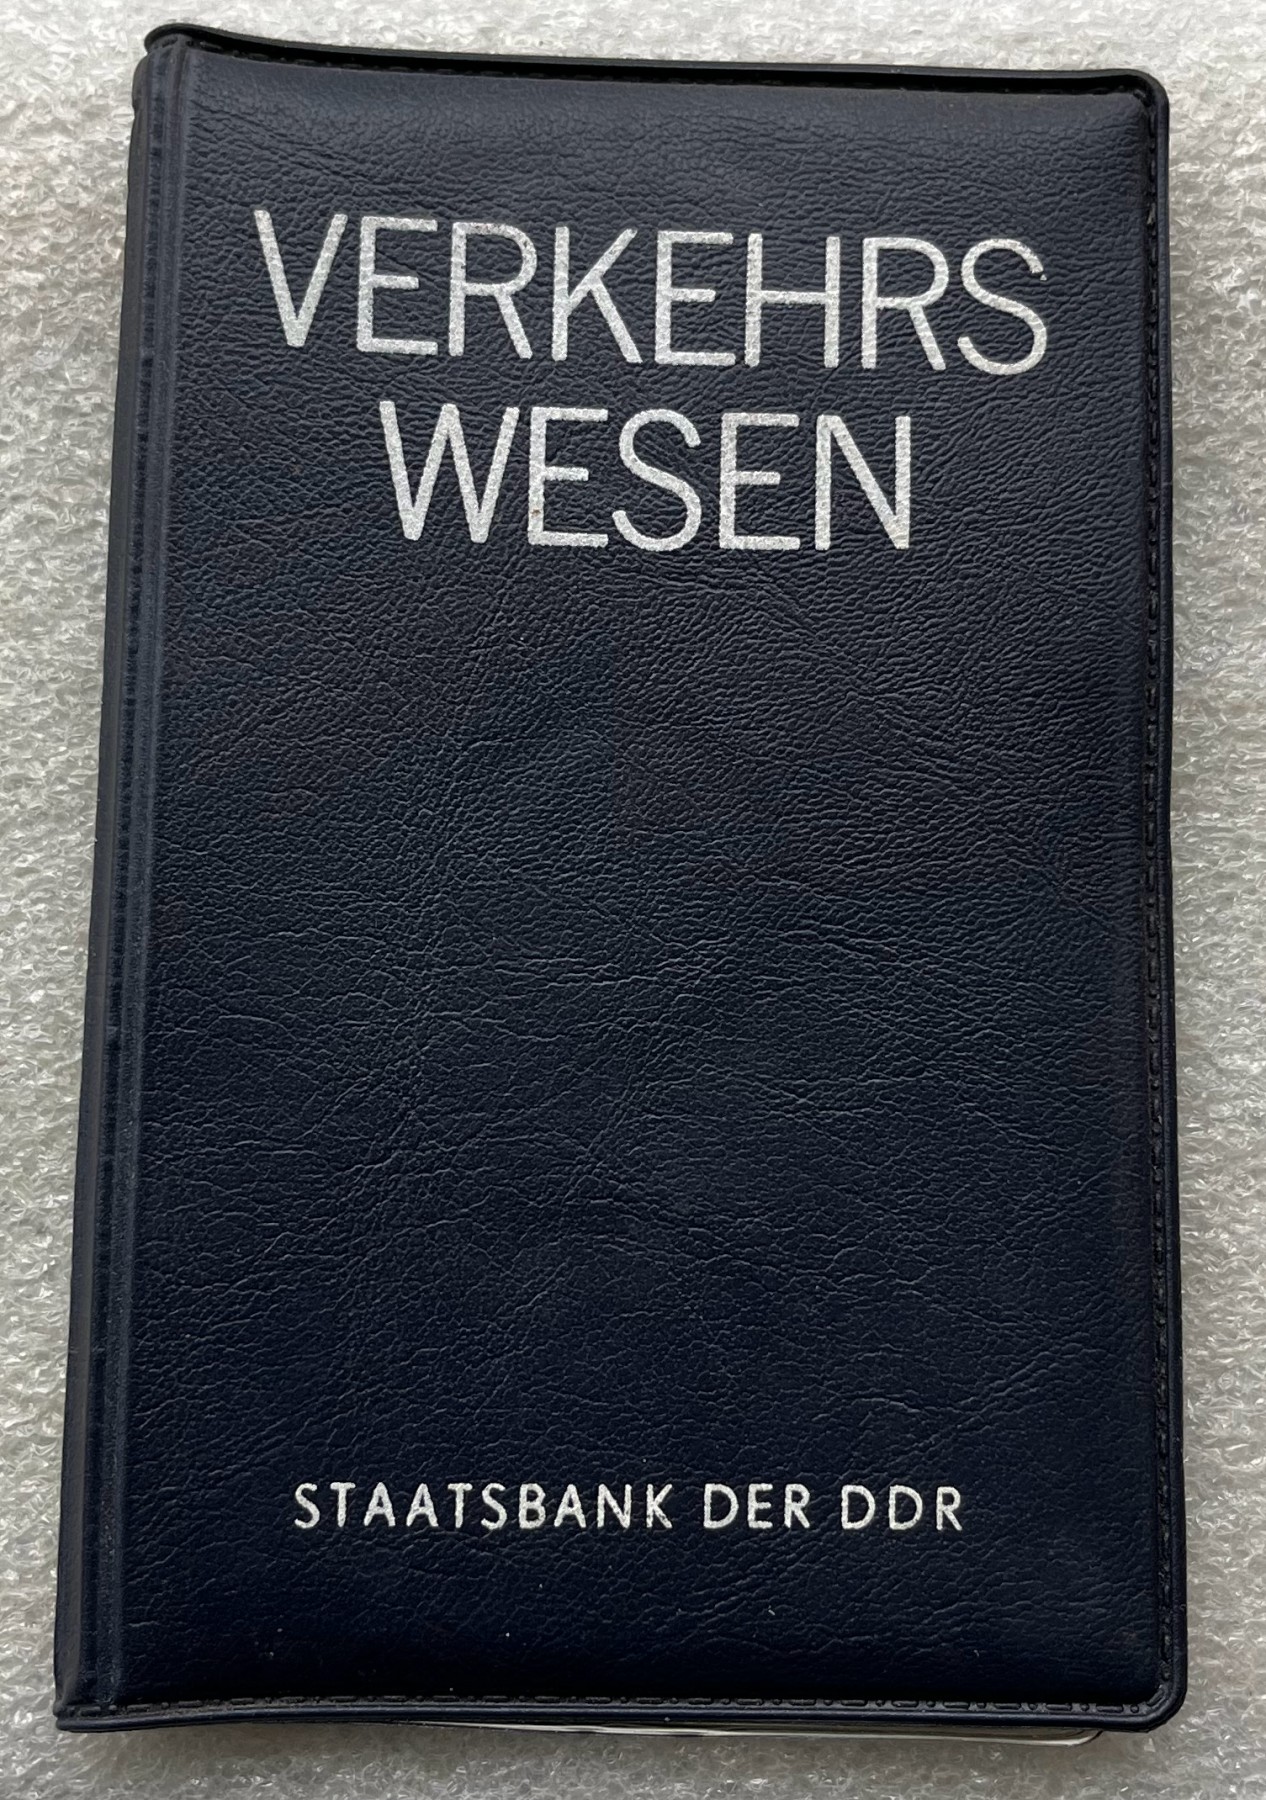 VERKEHRS
WESEN
STAATSBANK DER DDR